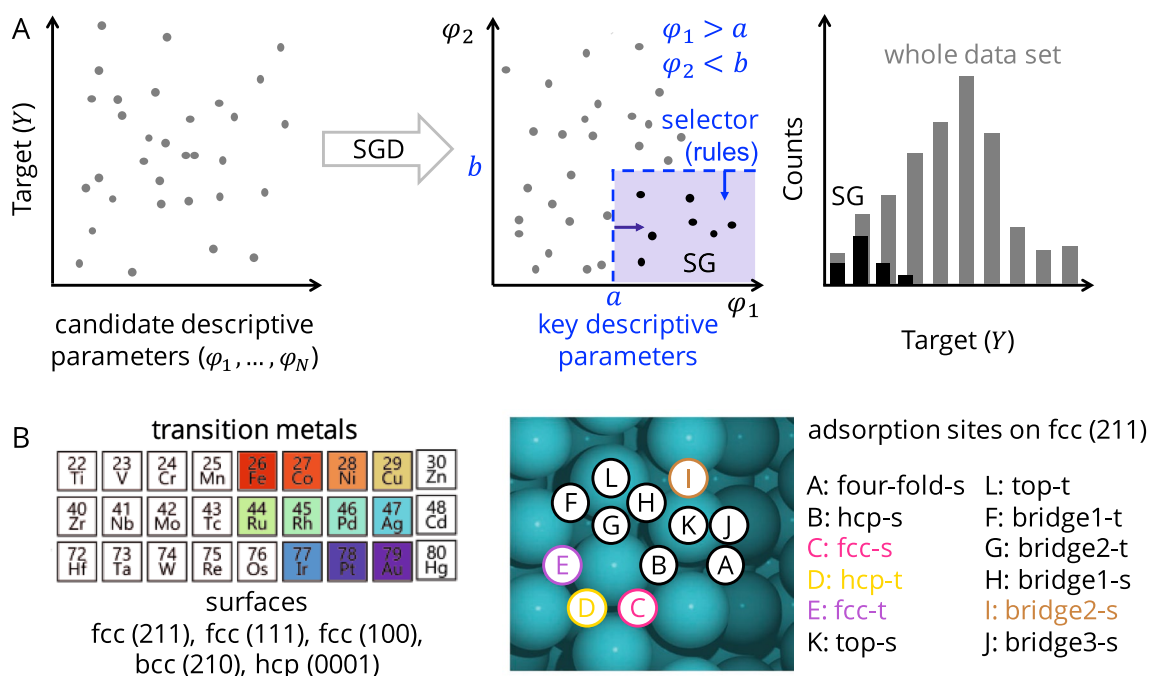 A
Target (Y)
SGD
candidate descriptive
parameters (φ₁, … , φ_N)
φ₂
φ₁ > a
φ₂ < b
selector
(rules)
b
SG
a
φ₁
key descriptive
parameters
whole data set
Counts
SG
Target (Y)
B
transition metals
22 23 24 25 26 27 28 29 30
Ti V Cr Mn Fe Co Ni Cu Zn
40 41 42 43 44 45 46 47 48
Zr Nb Mo Tc Ru Rh Pd Ag Cd
72 73 74 75 76 77 78 79 80
Hf Ta W Re Os Ir Pt Au Hg
surfaces
fcc (211), fcc (111), fcc (100),
bcc (210), hcp (0001)
L I
F H
G K J
E B A
D C
adsorption sites on fcc (211)
A: four-fold-s L: top-t
B: hcp-s F: bridge1-t
C: fcc-s G: bridge2-t
D: hcp-t H: bridge1-s
E: fcc-t I: bridge2-s
K: top-s J: bridge3-s